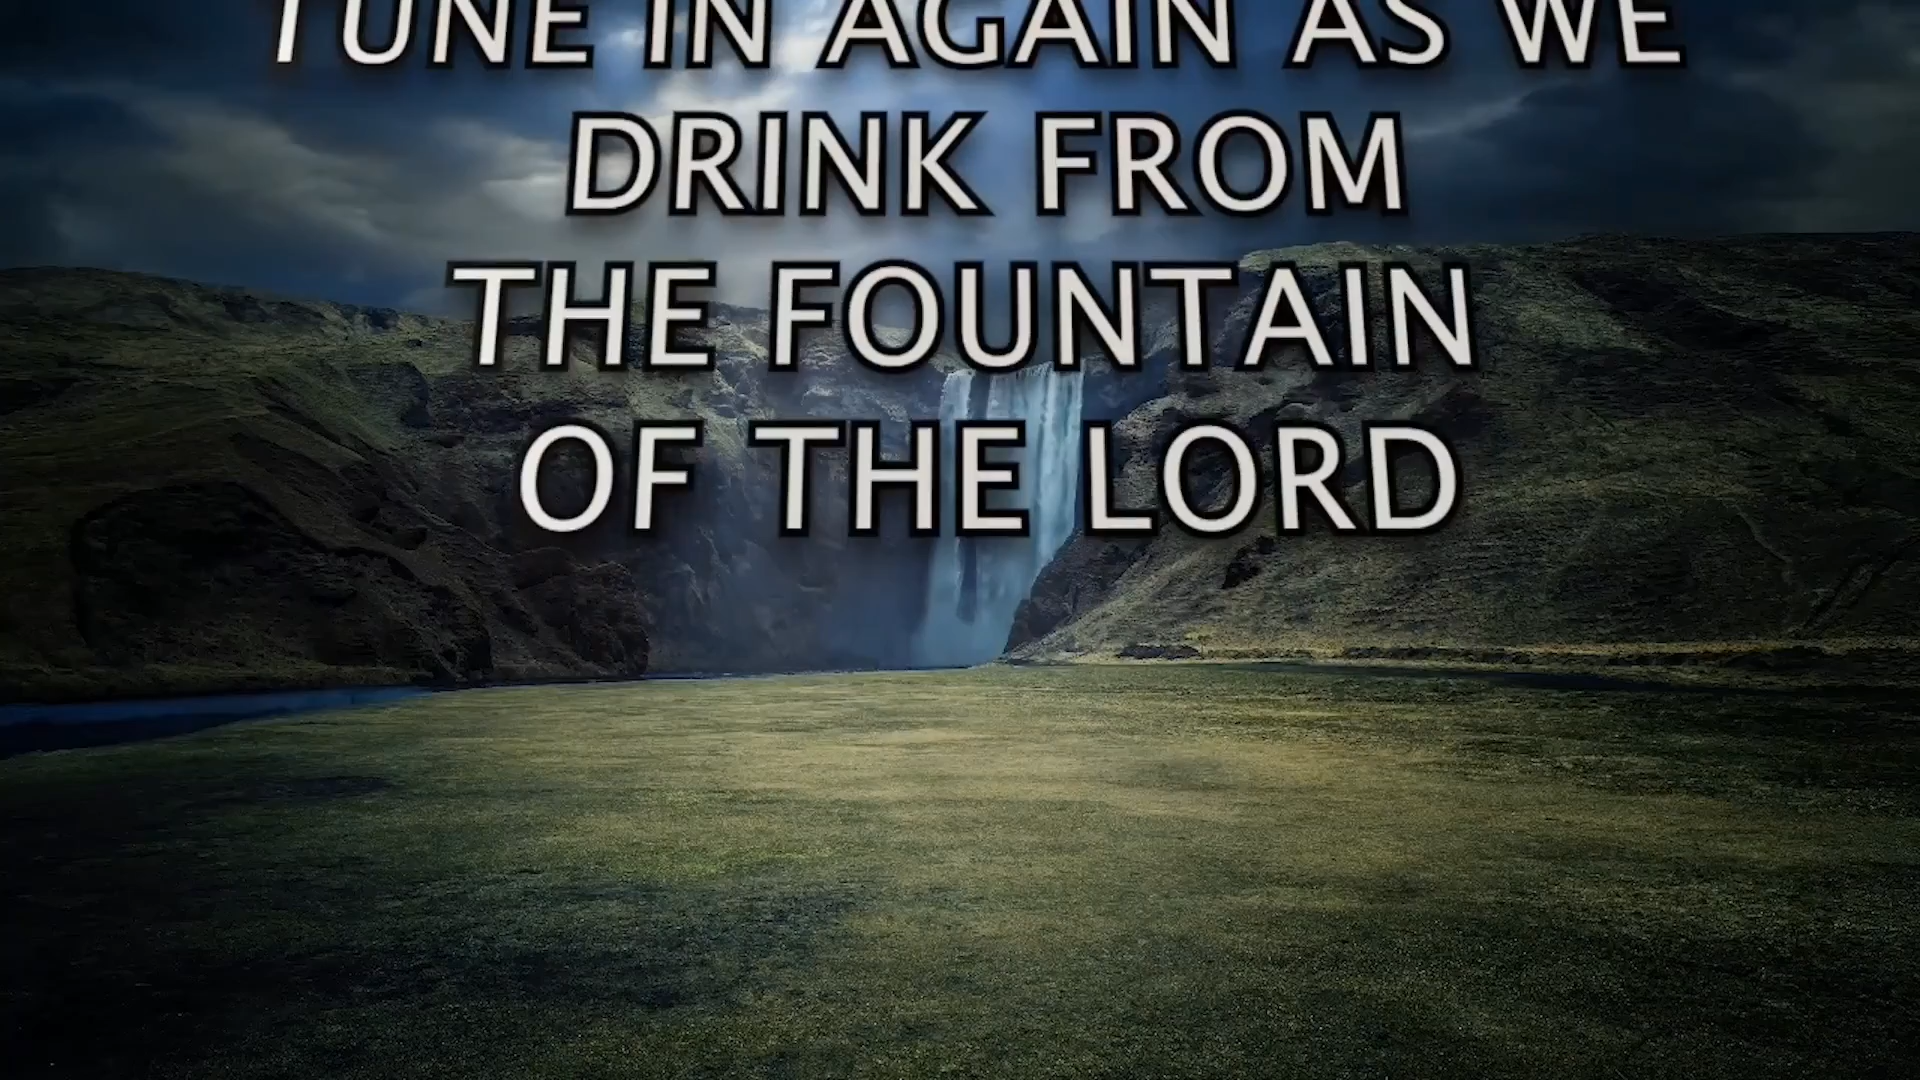 TUNE IN AGAIN AS WE
DRINK FROM
THE FOUNTAIN
OF THE LORD